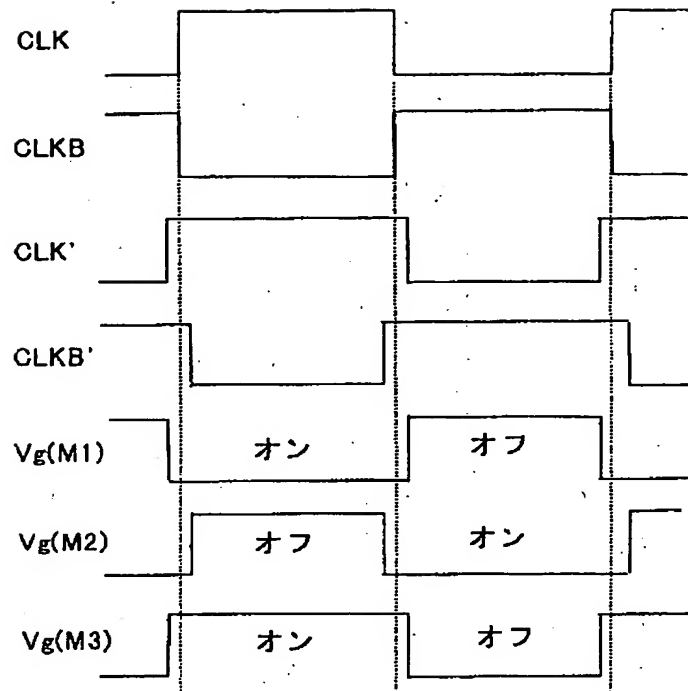 CLK
CLKB
CLK'
CLKB'
Vg(M1) オン オフ
Vg(M2) オフ オン
Vg(M3) オン オフ